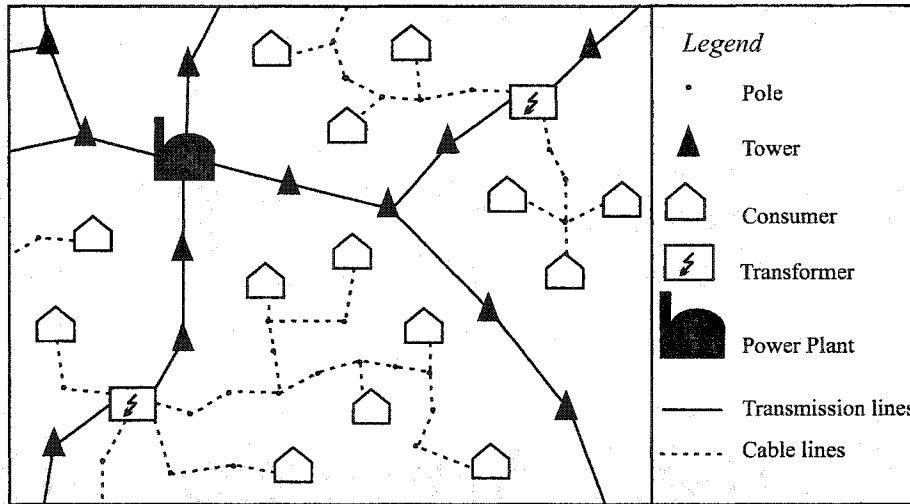 Legend
Pole
Tower
Consumer
Transformer
Power Plant
Transmission lines
Cable lines